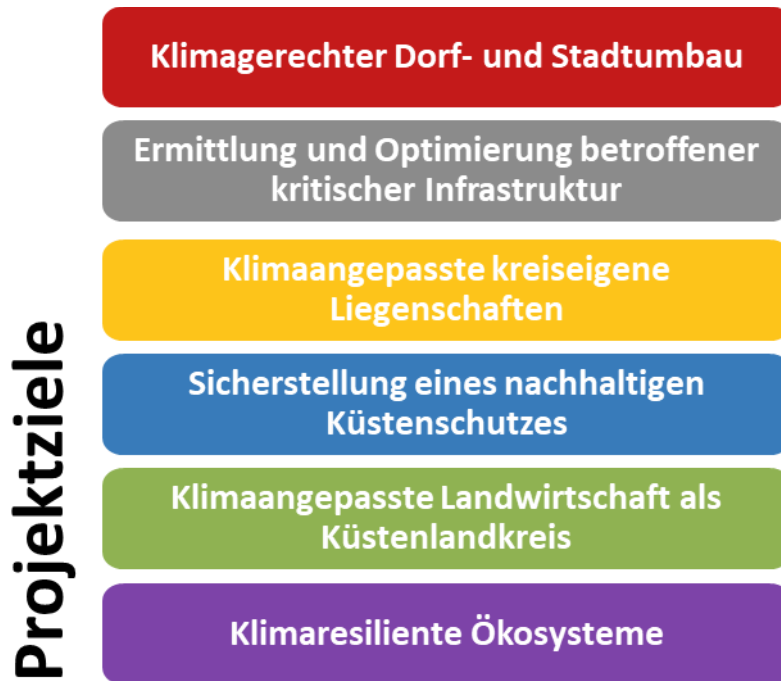 Projektziele
Klimagerechter Dorf- und Stadtumbau
Ermittlung und Optimierung betroffener
kritischer Infrastruktur
Klimaangepasste kreiseigene
Liegenschaften
Sicherstellung eines nachhaltigen
Küstenschutzes
Klimaangepasste Landwirtschaft als
Küstenlandkreis
Klimaresiliente Ökosysteme